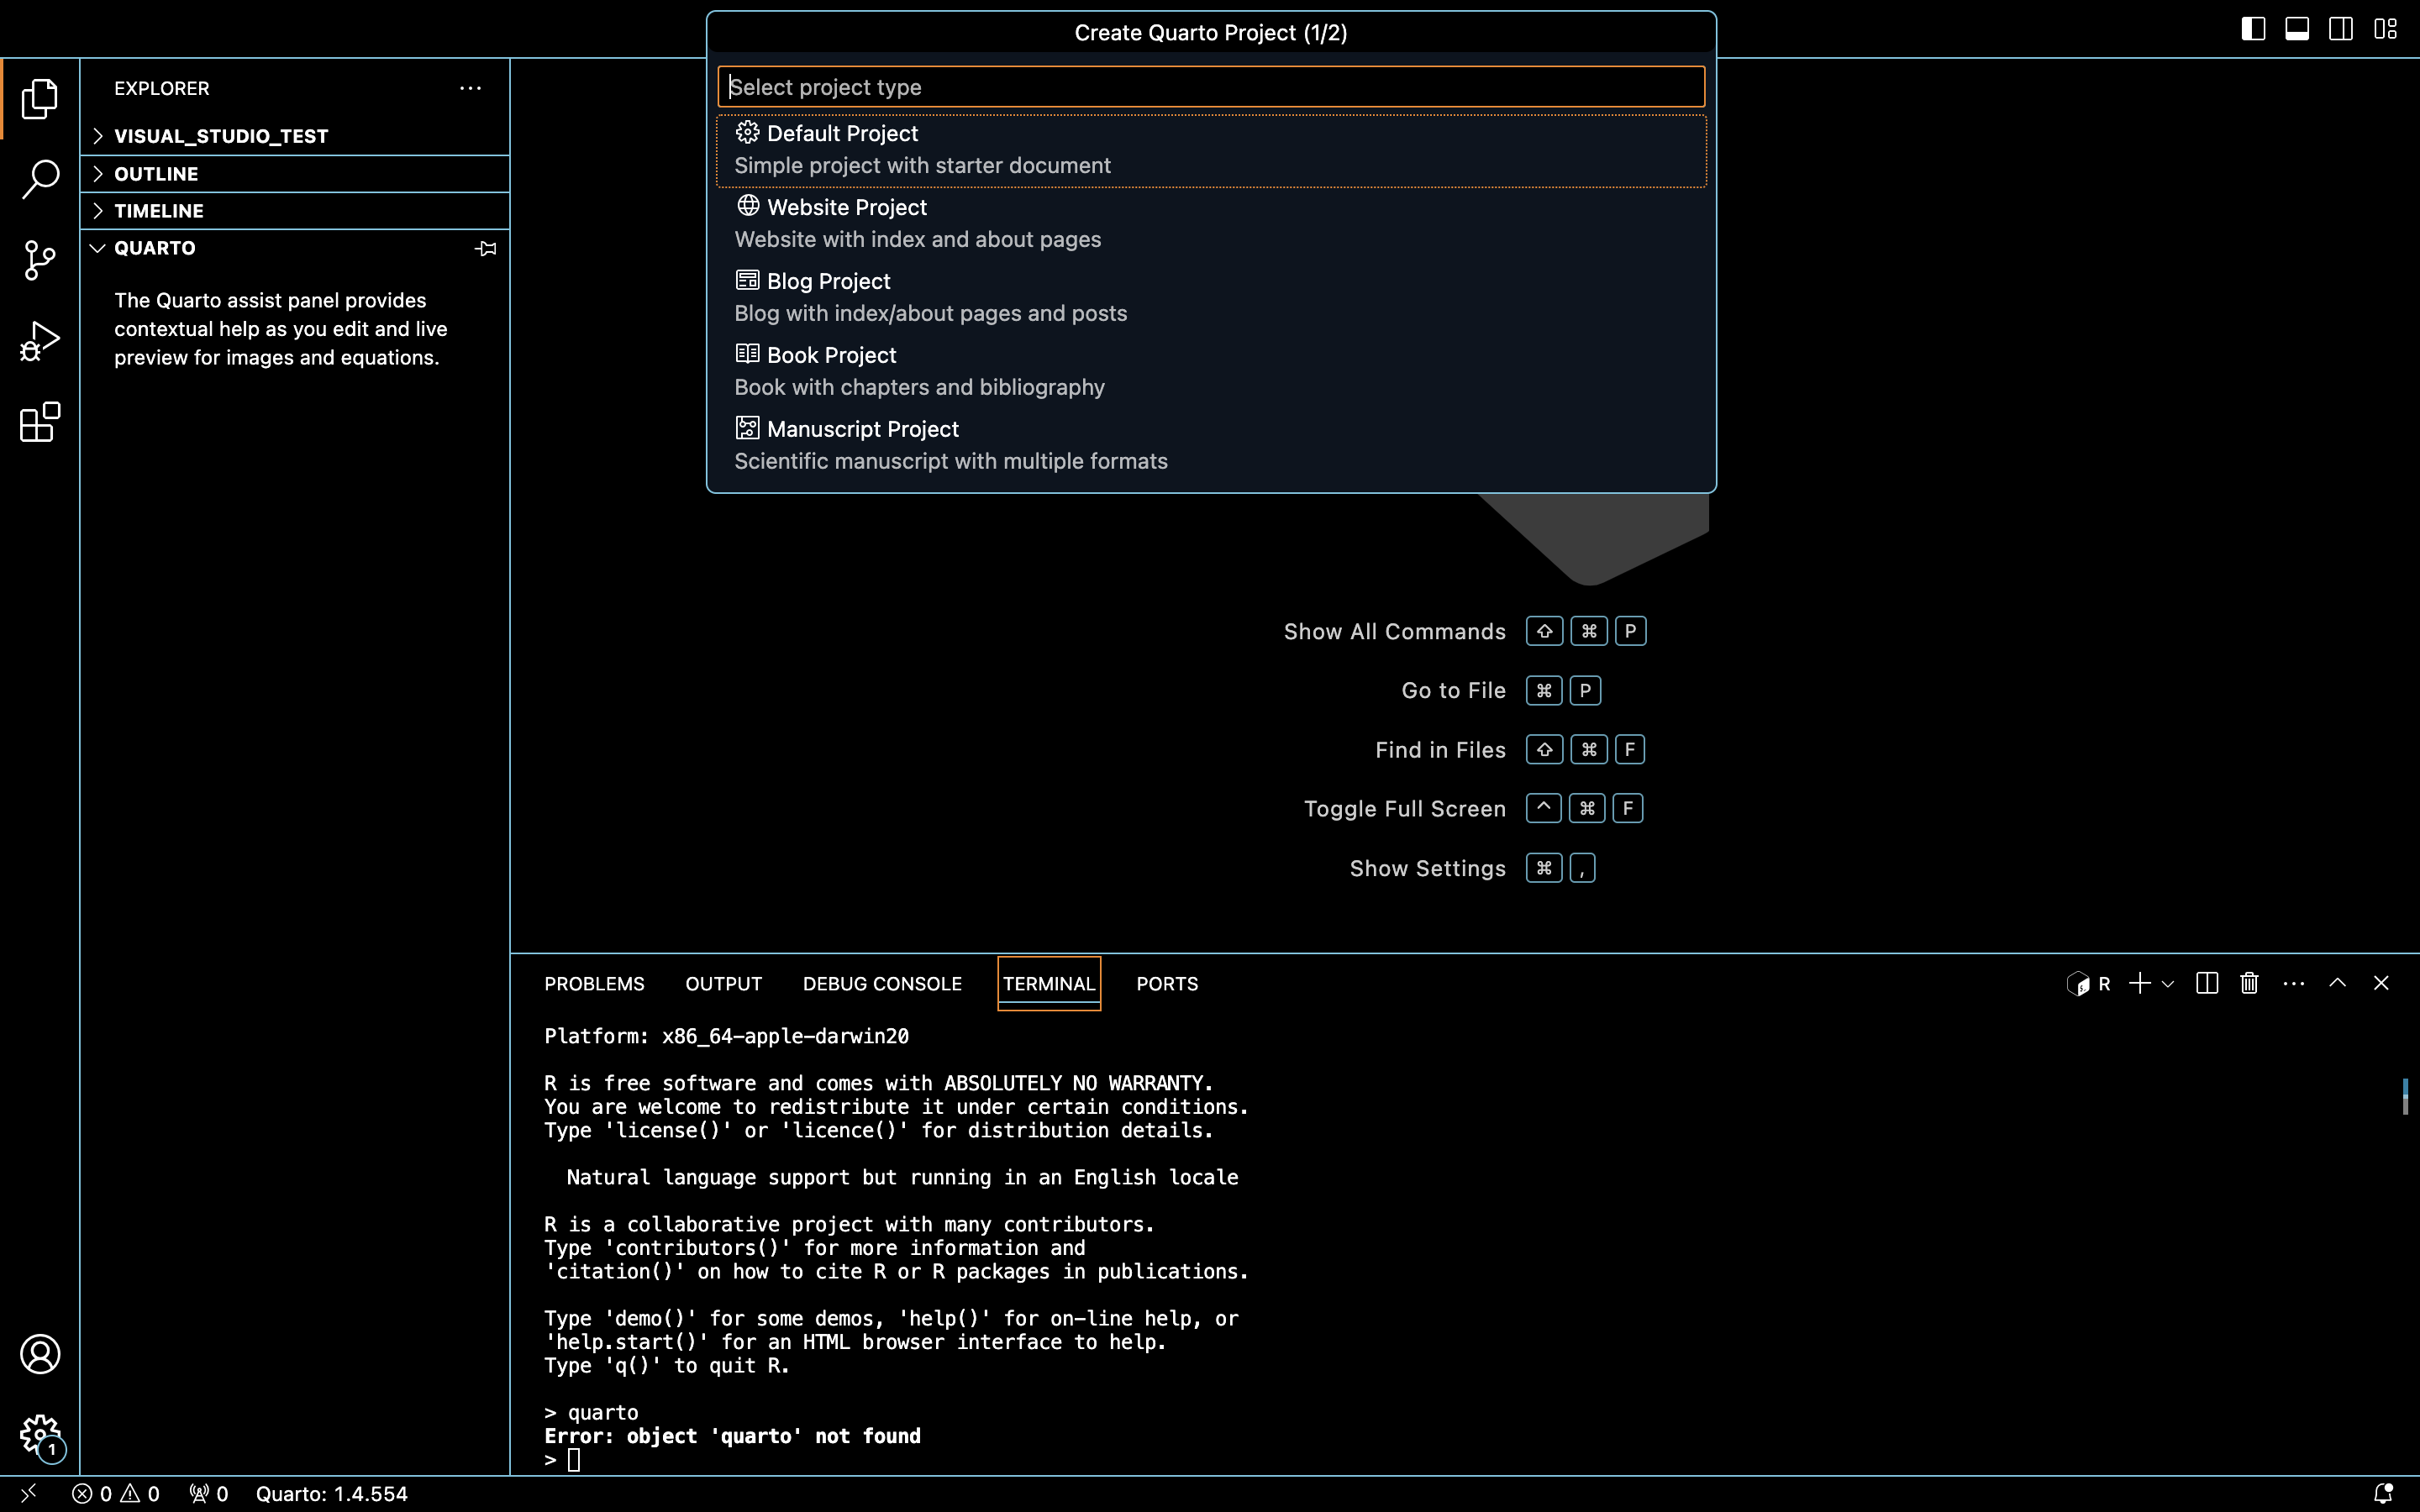 Create Quarto Project (1/2)
Select project type
Default Project
Simple project with starter document
Website Project
Website with index and about pages
Blog Project
Blog with index/about pages and posts
Book Project
Book with chapters and bibliography
Manuscript Project
Scientific manuscript with multiple formats
EXPLORER
VISUAL_STUDIO_TEST
OUTLINE
TIMELINE
QUARTO
The Quarto assist panel provides
contextual help as you edit and live
preview for images and equations.
Show All Commands ⇧ ⌘ P
Go to File ⌘ P
Find in Files ⇧ ⌘ F
Toggle Full Screen ^ ⌘ F
Show Settings ⌘ ,
PROBLEMS OUTPUT DEBUG CONSOLE TERMINAL PORTS R
Platform: x86_64-apple-darwin20
R is free software and comes with ABSOLUTELY NO WARRANTY.
You are welcome to redistribute it under certain conditions.
Type 'license()' or 'licence()' for distribution details.
Natural language support but running in an English locale
R is a collaborative project with many contributors.
Type 'contributors()' for more information and
'citation()' on how to cite R or R packages in publications.
Type 'demo()' for some demos, 'help()' for on-line help, or
'help.start()' for an HTML browser interface to help.
Type 'q()' to quit R.
> quarto
Error: object 'quarto' not found
>
1
0 0 0 Quarto: 1.4.554